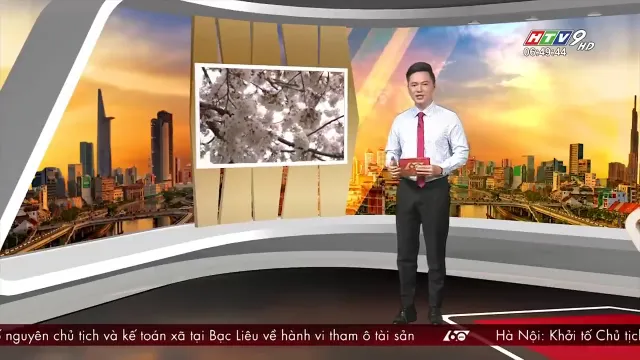 HTV9 HD
06:49:44
nguyên chủ tịch và kế toán xã tại Bạc Liêu về hành vi tham ô tài sản
Hà Nội: Khởi tố Chủ tịch